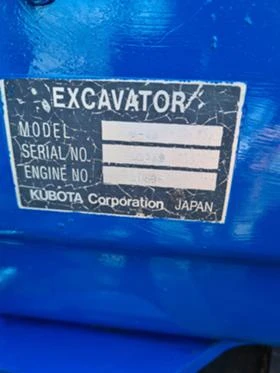 EXCAVATOR
MODEL
SERIAL NO.
ENGINE NO.
KUBOTA Corporation JAPAN